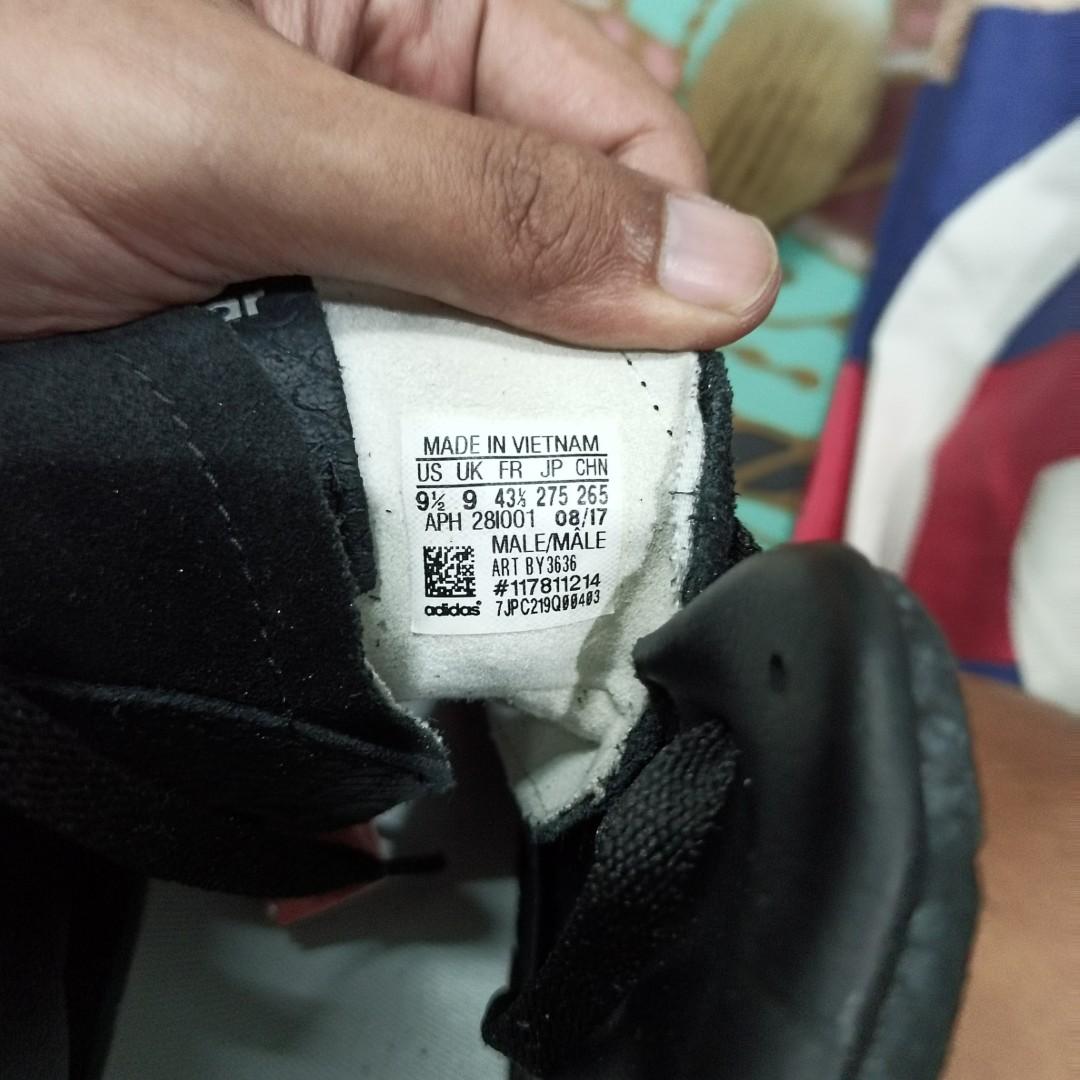 ar
MADE IN VIETNAM
US UK FR JP CHN
9½ 9 43⅓ 275 265
APH 28I001 08/17
MALE/MÂLE
ART BY3636
#117811214
adidas® 7JPC219Q00403